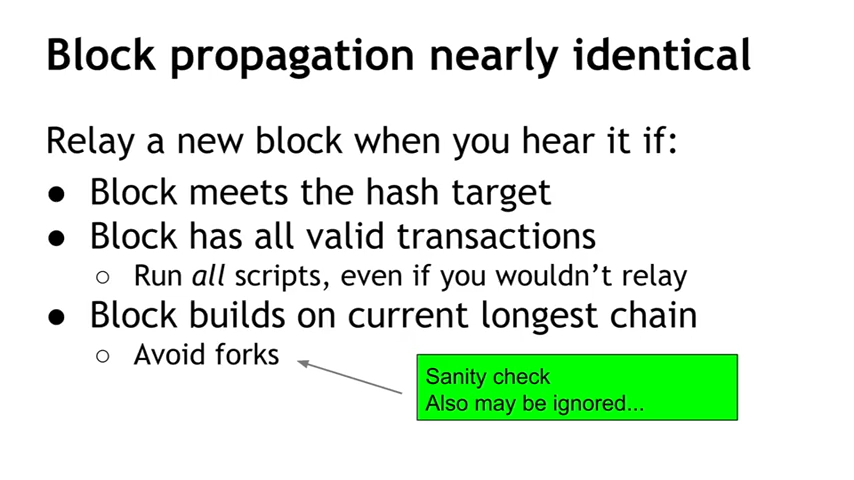 Block propagation nearly identical
Relay a new block when you hear it if:
● Block meets the hash target
● Block has all valid transactions
○ Run all scripts, even if you wouldn’t relay
● Block builds on current longest chain
○ Avoid forks
Sanity check
Also may be ignored...